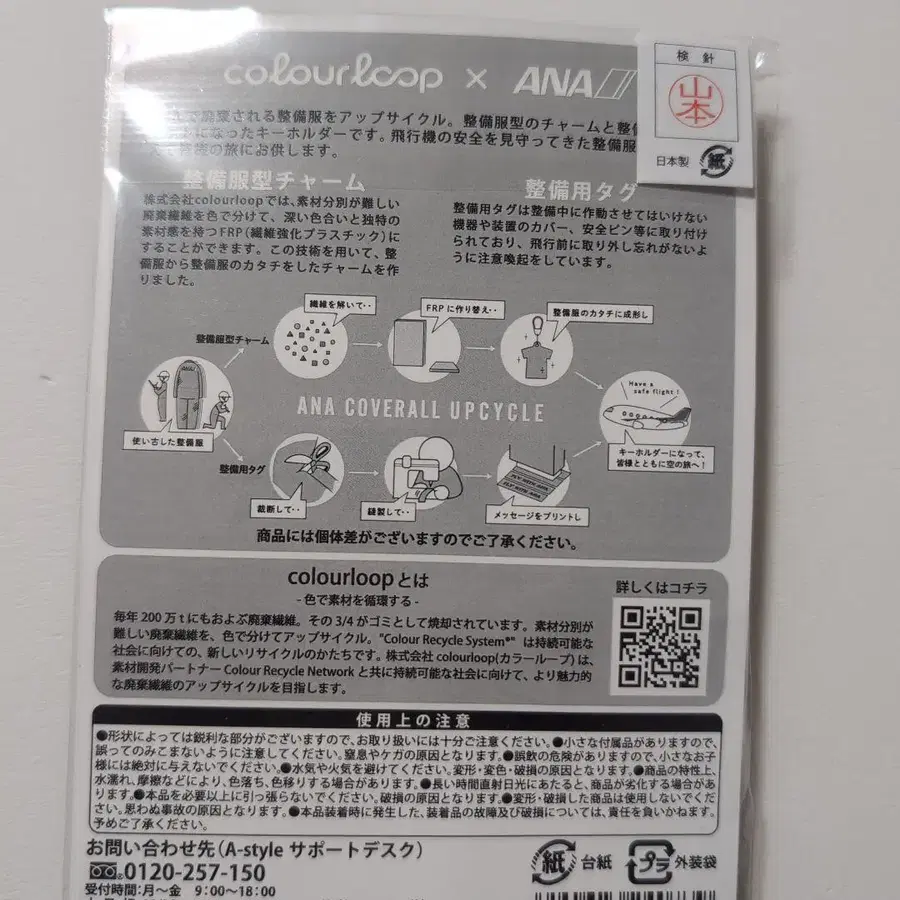 colourloop × ANA
検 針
山本
日本製 紙
で廃棄される整備服をアップサイクル。整備服型のチャームと整備
になったキーホルダーです。飛行機の安全を見守ってきた整備服
の旅にお供します。
整備服型チャーム
株式会社colourloopでは、素材分別が難しい
廃棄繊維を色で分けて、深い色合いと独特の
素材感を持つFRP（繊維強化プラスチック）に
することができます。この技術を用いて、整
備服から整備服のカタチをしたチャームを作
りました。
整備用タグ
整備用タグは整備中に作動させてはいけない
機器や装置のカバー、安全ピン等に取り付け
られており、飛行前に取り外し忘れがないよ
うに注意喚起をしています。
繊維を解いて‥
FRPに作り替え‥
整備服のカタチに成形し
整備服型チャーム
Have a
safe flight!
ANA COVERALL UPCYCLE
使い古した整備服
キーホルダーになって、
皆様とともに空の旅へ！
整備用タグ
裁断して‥
縫製して‥
メッセージをプリントし
商品には個体差がございますのでご了承ください。
colourloopとは
- 色で素材を循環する -
毎年200万tにもおよぶ廃棄繊維。その3/4がゴミとして焼却されています。素材分別が
難しい廃棄繊維を、色で分けてアップサイクル。"Colour Recycle System®" は持続可能な
社会に向けての、新しいリサイクルのかたちです。株式会社colourloop(カラーループ)は、
素材開発パートナー Colour Recycle Network と共に持続可能な社会に向けて、より魅力的
な廃棄繊維のアップサイクルを目指します。
詳しくはコチラ
使用上の注意
●形状によっては鋭利な部分がございますので、お取り扱いには十分ご注意ください。●小さな付属品がありますので、
誤ってのみこまないように注意してください。窒息やケガの原因となります。●誤飲の危険がありますので、小さなお子
様には絶対に与えないでください。●水気や火気を避けてください。変形・変色・破損の原因となります。●商品の特性上、
水濡れ、摩擦などにより、色落ち、色移りする場合があります。●長い時間直射日光にあたると、商品が劣化する場合があ
ります。●本品を必要以上に引っ張らないでください。破損の原因となります。●変形・破損した商品は使用しないでくだ
さい。思わぬ事故の原因となります。●本品装着時に発生した、装着品の故障及び破損については、責任を負いかねます。
予めご了承ください。
お問い合わせ先（A-style サポートデスク）
0120-257-150
受付時間：月～金 9:00～18:00
紙 台紙
プラ 外装袋